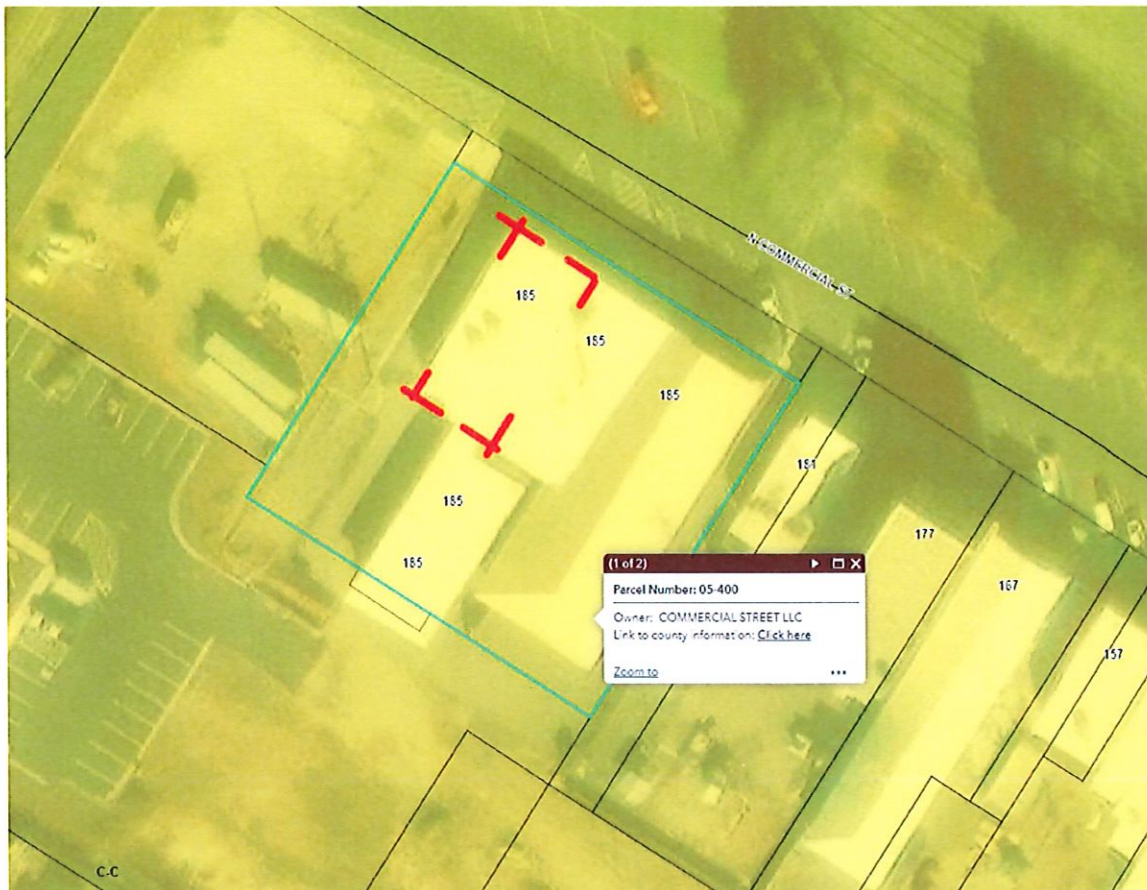 N COMMERCIAL ST
185
185
185
181
185
177
167
185
(1 of 2)
Parcel Number: 05-400
Owner: COMMERCIAL STREET LLC
Link to county information: Click here
Zoom to
157
C-C